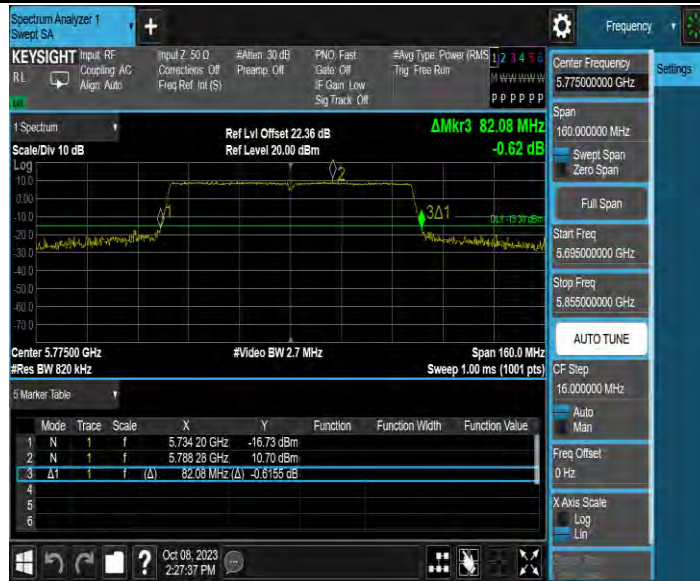 Spectrum Analyzer 1
Swept SA
+
Frequency
KEYSIGHT
RL
Input: RF
Coupling: AC
Align: Auto
Input Z: 50 Ω
Corrections: Off
Freq Ref: Int (S)
#Atten: 30 dB
Preamp: Off
PNO: Fast
Gate: Off
IF Gain: Low
Sig Track: Off
#Avg Type: Power (RMS
Trig: Free Run
1 2 3 4 5 6
M W W W W W
P P P P P P
1 Spectrum
Scale/Div 10 dB
Ref Lvl Offset 22.36 dB
Ref Level 20.00 dBm
ΔMkr3 82.08 MHz
-0.62 dB
Log
10.0
0.00
-10.0
-20.0
-30.0
-40.0
-50.0
-60.0
-70.0
1
2
3Δ1
Center 5.77500 GHz
#Res BW 820 kHz
#Video BW 2.7 MHz
Span 160.0 MHz
Sweep 1.00 ms (1001 pts)
5 Marker Table
Mode Trace Scale X Y Function Function Width Function Value
1 N 1 f 5.734 20 GHz -16.73 dBm
2 N 1 f 5.788 28 GHz 10.70 dBm
3 Δ1 1 f (Δ) 82.08 MHz (Δ) -0.6155 dB
4
5
6
Oct 08, 2023
2:27:37 PM
Center Frequency
5.775000000 GHz
Settings
Span
160.000000 MHz
Swept Span
Zero Span
Full Span
Start Freq
5.695000000 GHz
Stop Freq
5.855000000 GHz
AUTO TUNE
CF Step
16.000000 MHz
Auto
Man
Freq Offset
0 Hz
X Axis Scale
Log
Lin